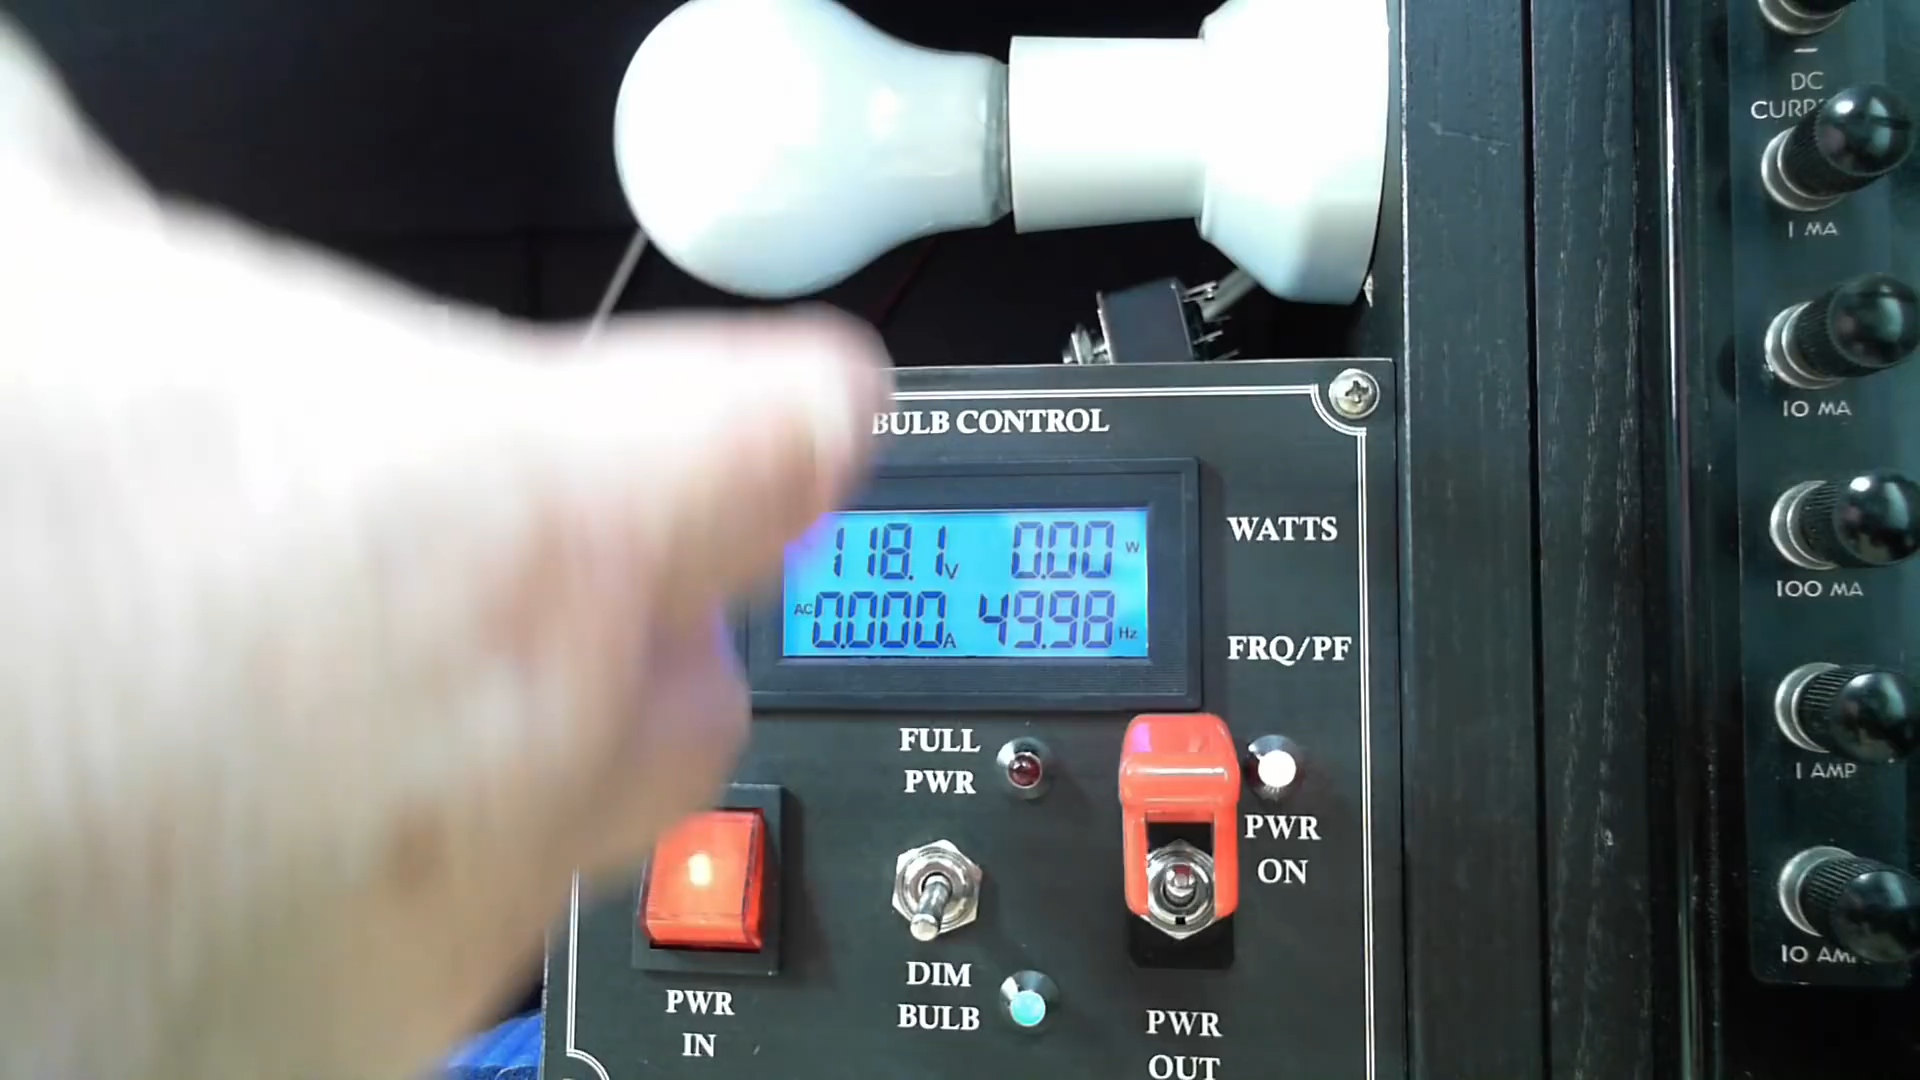 BULB CONTROL
118.1 V 0.00 W
AC 0.000 A 49.98 Hz
WATTS
FRQ/PF
FULL
PWR
PWR
ON
DIM
BULB
PWR
IN
PWR
OUT
DC
1 MA
10 MA
100 MA
1 AMP
10